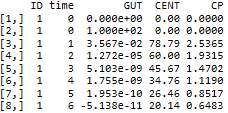 ID time GUT CENT CP
[1,] 1 0 0.000e+00 0.00 0.0000
[2,] 1 0 1.000e+02 0.00 0.0000
[3,] 1 1 3.567e-02 78.79 2.5365
[4,] 1 2 1.272e-05 60.00 1.9315
[5,] 1 3 5.103e-09 45.67 1.4702
[6,] 1 4 1.755e-09 34.76 1.1190
[7,] 1 5 1.953e-10 26.46 0.8517
[8,] 1 6 -5.138e-11 20.14 0.6483